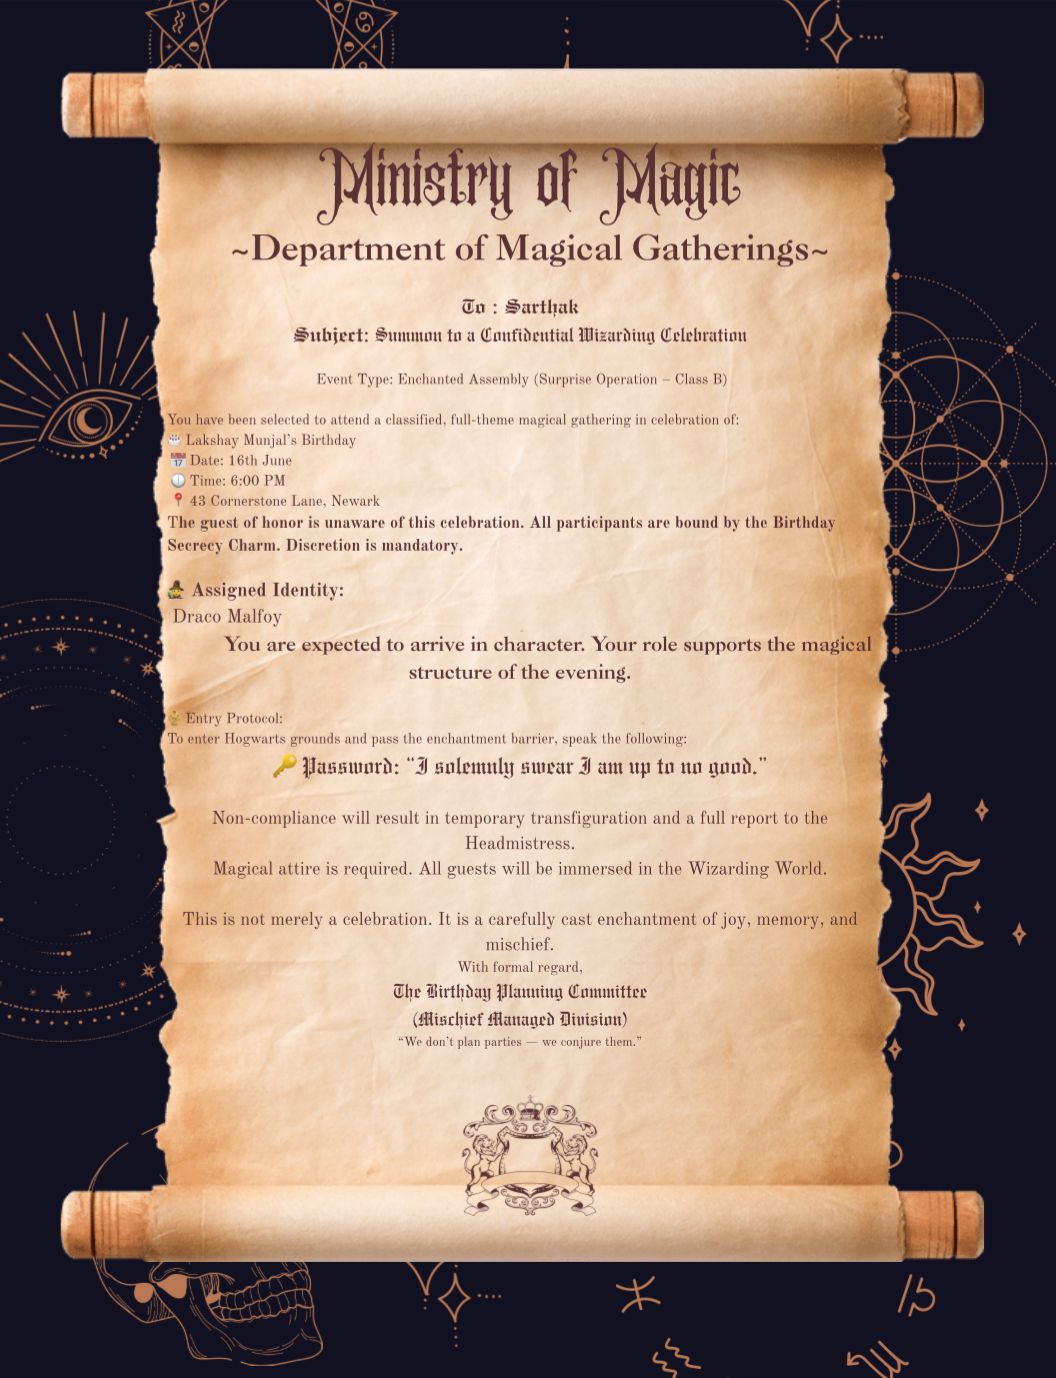 Ministry of Magic
~Department of Magical Gatherings~
To : Sarthak
Subject: Summon to a Confidential Wizarding Celebration
Event Type: Enchanted Assembly (Surprise Operation – Class B)
You have been selected to attend a classified, full-theme magical gathering in celebration of:
🎂 Lakshay Munjal's Birthday
📅 Date: 16th June
🕕 Time: 6:00 PM
📍 43 Cornerstone Lane, Newark
The guest of honor is unaware of this celebration. All participants are bound by the Birthday
Secrecy Charm. Discretion is mandatory.
Assigned Identity:
Draco Malfoy
You are expected to arrive in character. Your role supports the magical
structure of the evening.
Entry Protocol:
To enter Hogwarts grounds and pass the enchantment barrier, speak the following:
🔑 Password: “I solemnly swear I am up to no good.”
Non-compliance will result in temporary transfiguration and a full report to the
Headmistress.
Magical attire is required. All guests will be immersed in the Wizarding World.
This is not merely a celebration. It is a carefully cast enchantment of joy, memory, and
mischief.
With formal regard,
The Birthday Planning Committee
(Mischief Managed Division)
“We don’t plan parties — we conjure them.”